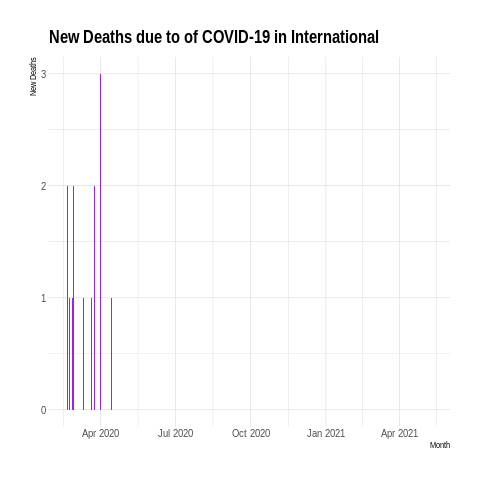 New Deaths due to of COVID-19 in International
New Deaths
3
2
1
0
Apr 2020 Jul 2020 Oct 2020 Jan 2021 Apr 2021
Month